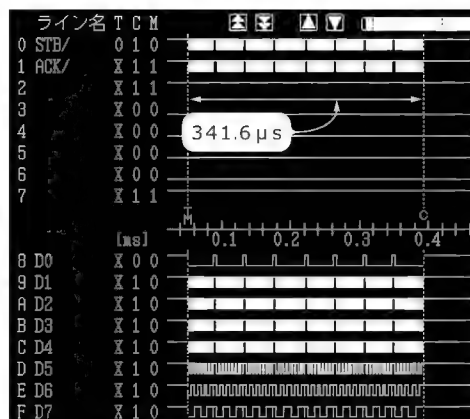 ライン名 T C M
0 STB/ 0 1 0
1 ACK/ X 1 1
2 X 1 1
3 X 0 0
4 X 0 0
5 X 0 0
6 X 0 0
7 X 1 1
341.6μs
M C
[ms] 0.1 0.2 0.3 0.4
8 D0 X 0 0
9 D1 X 1 0
A D2 X 1 0
B D3 X 1 0
C D4 X 1 0
D D5 X 1 0
E D6 X 1 0
F D7 X 1 0